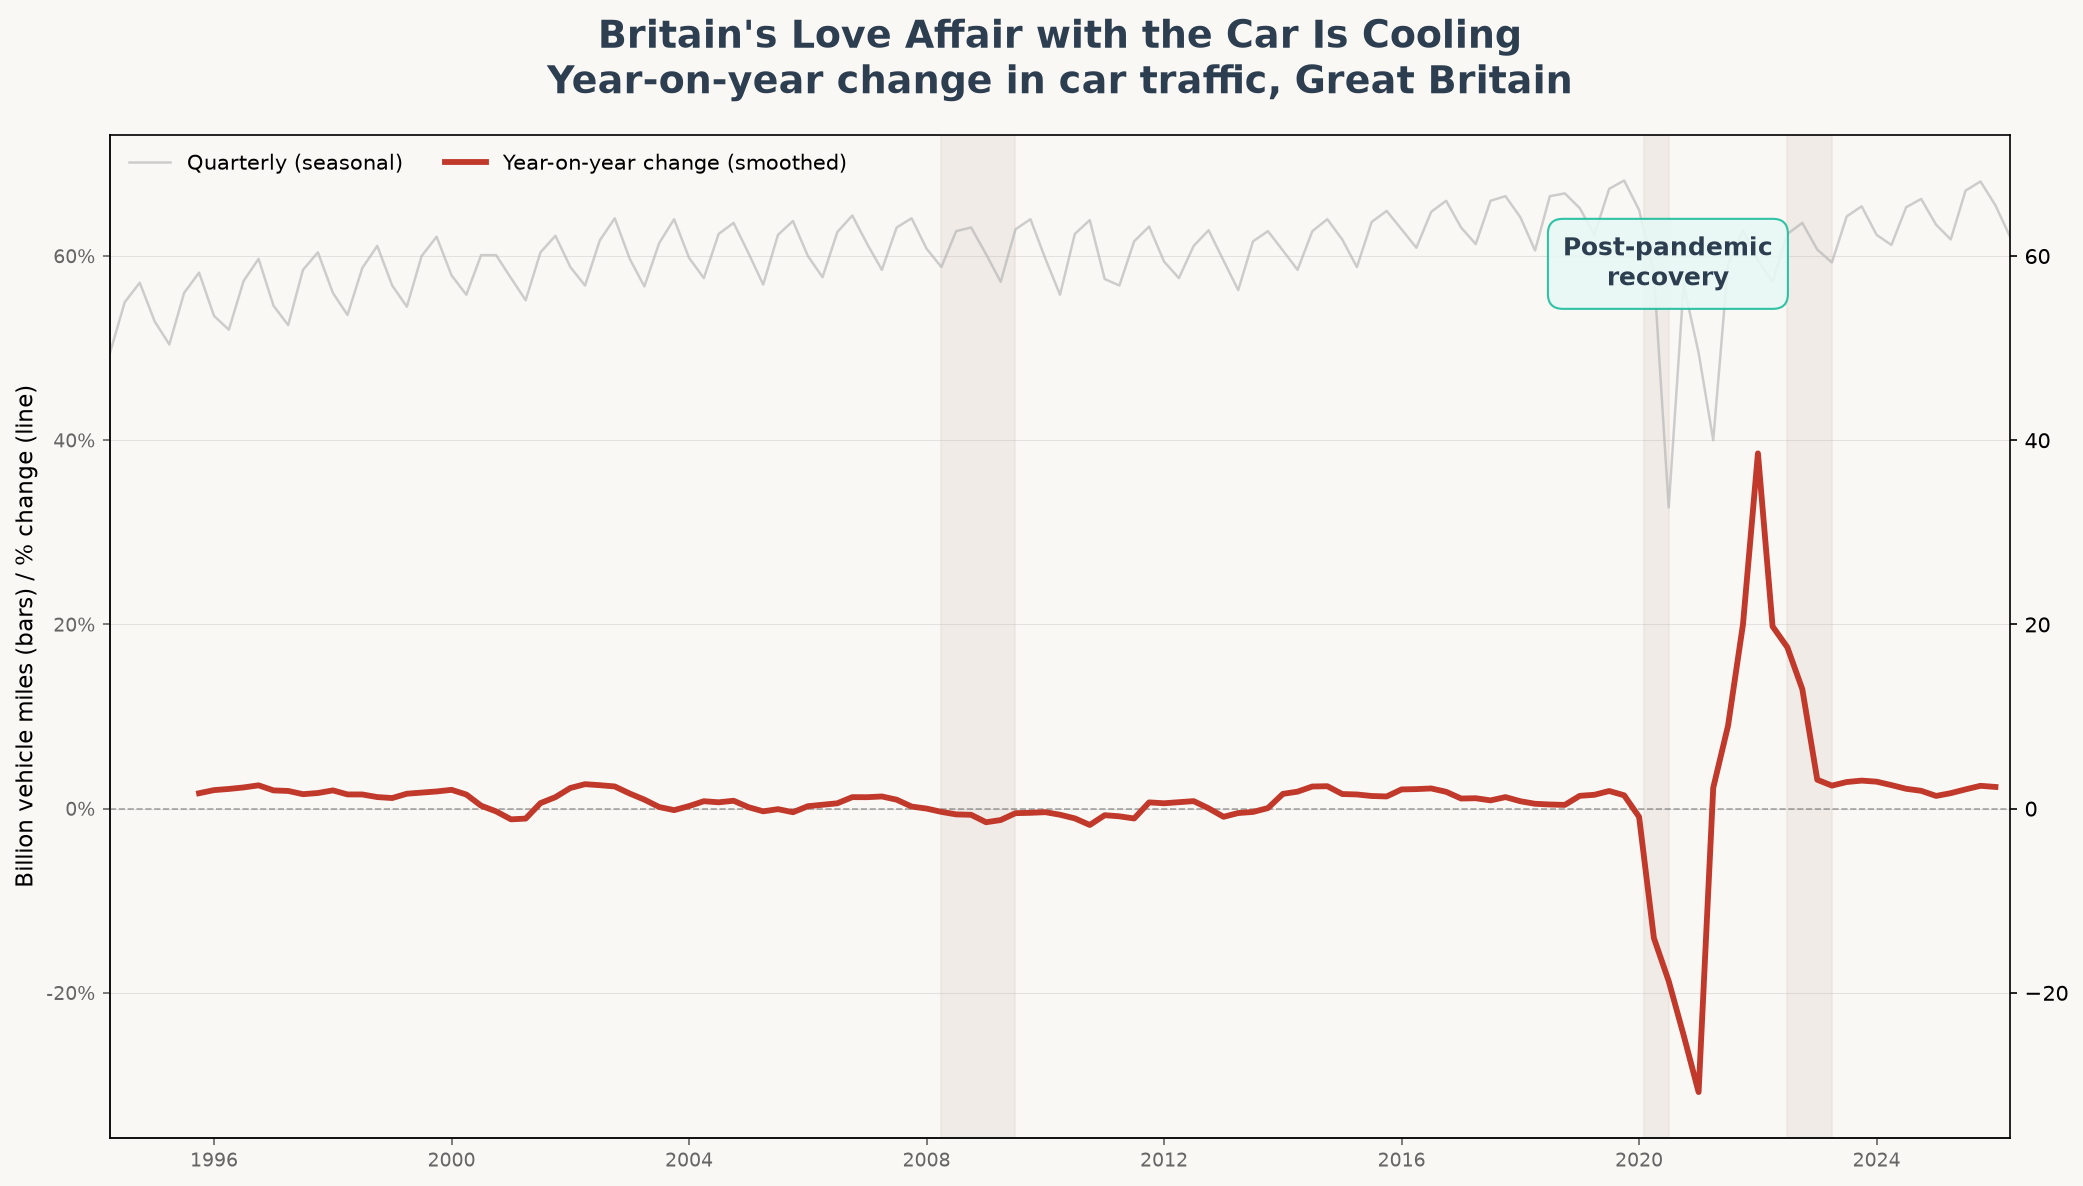 Britain's Love Affair with the Car Is Cooling
Year-on-year change in car traffic, Great Britain
Quarterly (seasonal)
Year-on-year change (smoothed)
Post-pandemic
recovery
Billion vehicle miles (bars) / % change (line)
60%
40%
20%
0%
-20%
60
40
20
0
−20
1996
2000
2004
2008
2012
2016
2020
2024